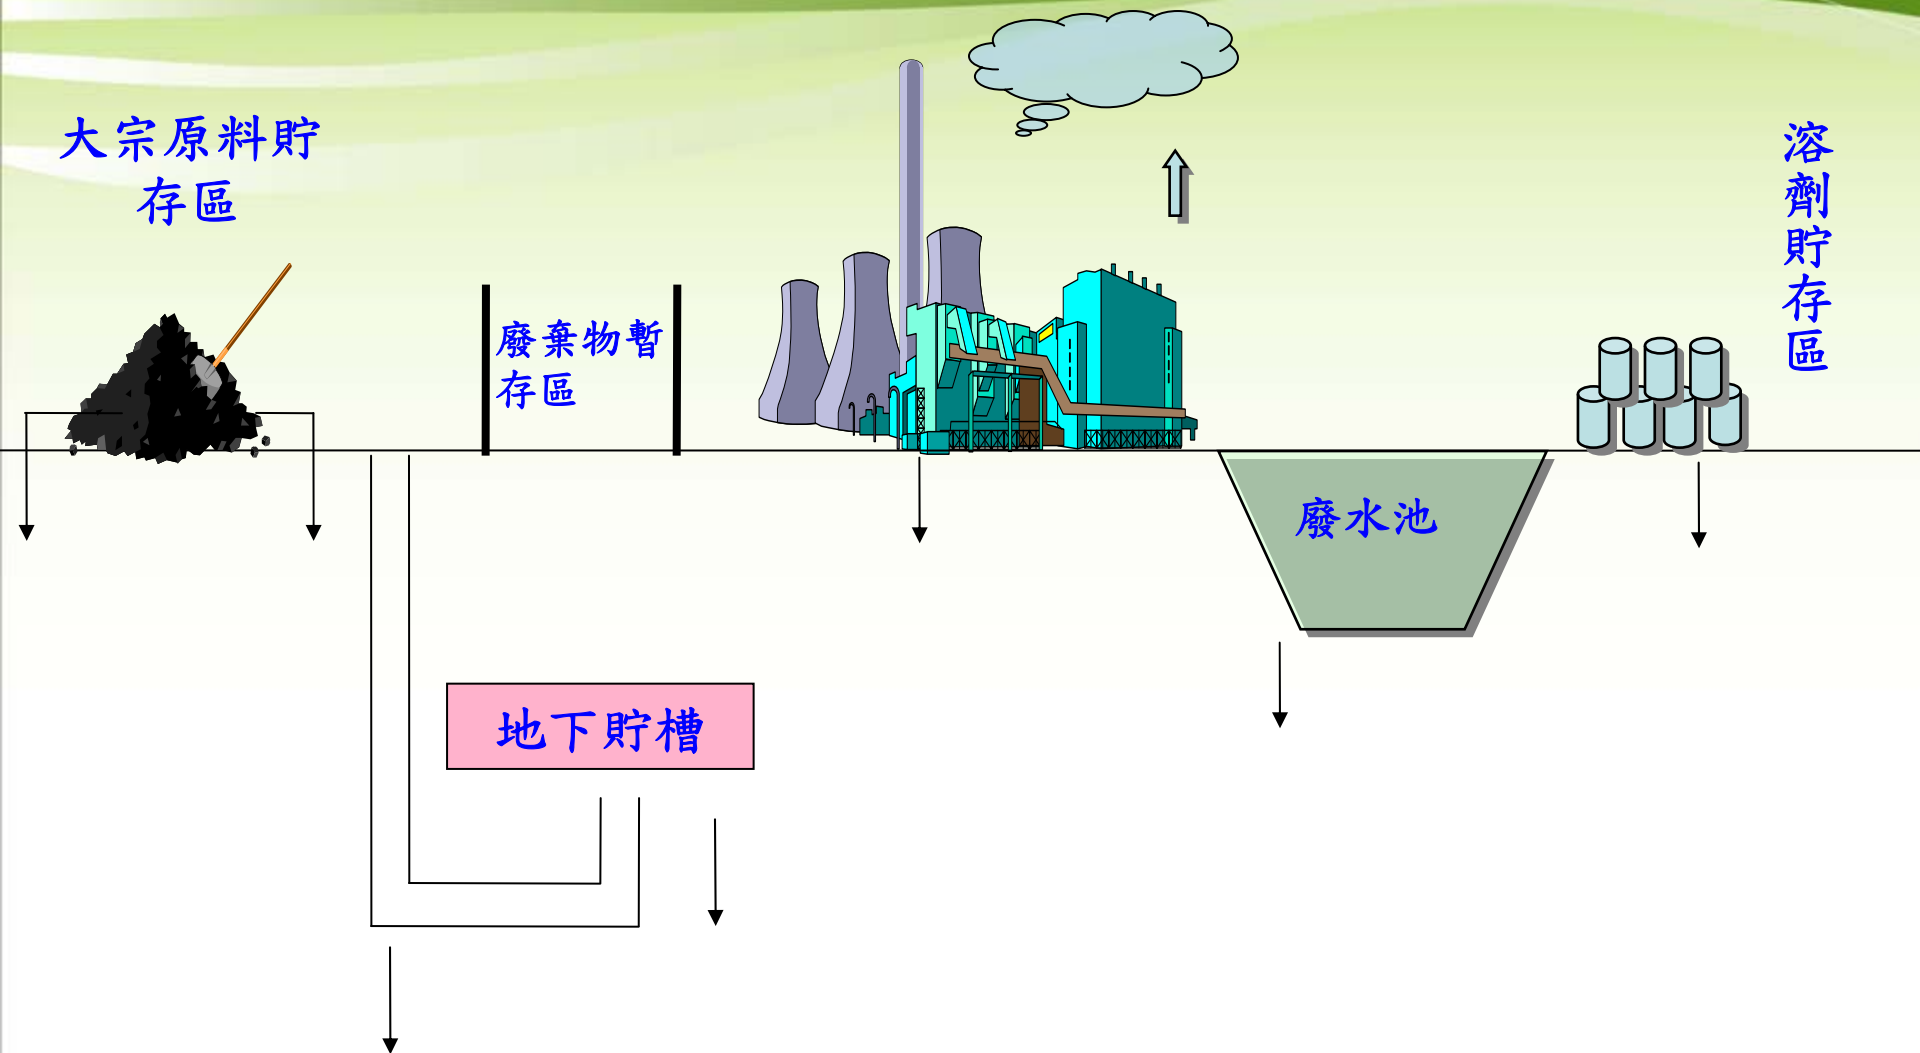 大宗原料貯
存區
溶劑貯存區
廢棄物暫
存區
廢水池
地下貯槽